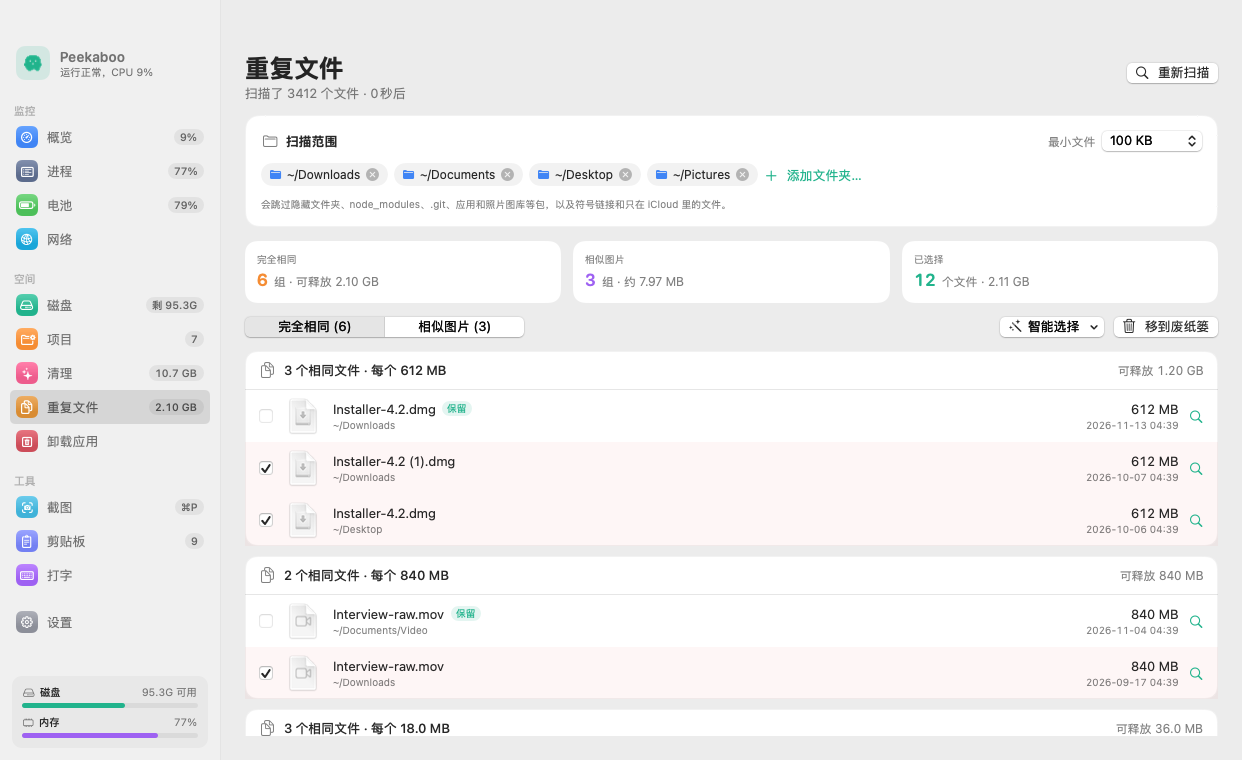 Peekaboo
运行正常，CPU 9%
监控
概览 9%
进程 77%
电池 79%
网络
空间
磁盘 剩 95.3G
项目 7
清理 10.7 GB
重复文件 2.10 GB
卸载应用
工具
截图 ⌘P
剪贴板 9
打字
设置
磁盘 95.3G 可用
内存 77%
重复文件
扫描了 3412 个文件 · 0秒后
重新扫描
扫描范围
最小文件 100 KB
~/Downloads ~/Documents ~/Desktop ~/Pictures 添加文件夹...
会跳过隐藏文件夹、node_modules、.git、应用和照片图库等包，以及符号链接和只在 iCloud 里的文件。
完全相同
6 组 · 可释放 2.10 GB
相似图片
3 组 · 约 7.97 MB
已选择
12 个文件 · 2.11 GB
完全相同 (6) 相似图片 (3)
智能选择 移到废纸篓
3 个相同文件 · 每个 612 MB 可释放 1.20 GB
Installer-4.2.dmg 保留 612 MB
~/Downloads 2026-11-13 04:39
Installer-4.2 (1).dmg 612 MB
~/Downloads 2026-10-07 04:39
Installer-4.2.dmg 612 MB
~/Desktop 2026-10-06 04:39
2 个相同文件 · 每个 840 MB 可释放 840 MB
Interview-raw.mov 保留 840 MB
~/Documents/Video 2026-11-04 04:39
Interview-raw.mov 840 MB
~/Downloads 2026-09-17 04:39
3 个相同文件 · 每个 18.0 MB 可释放 36.0 MB